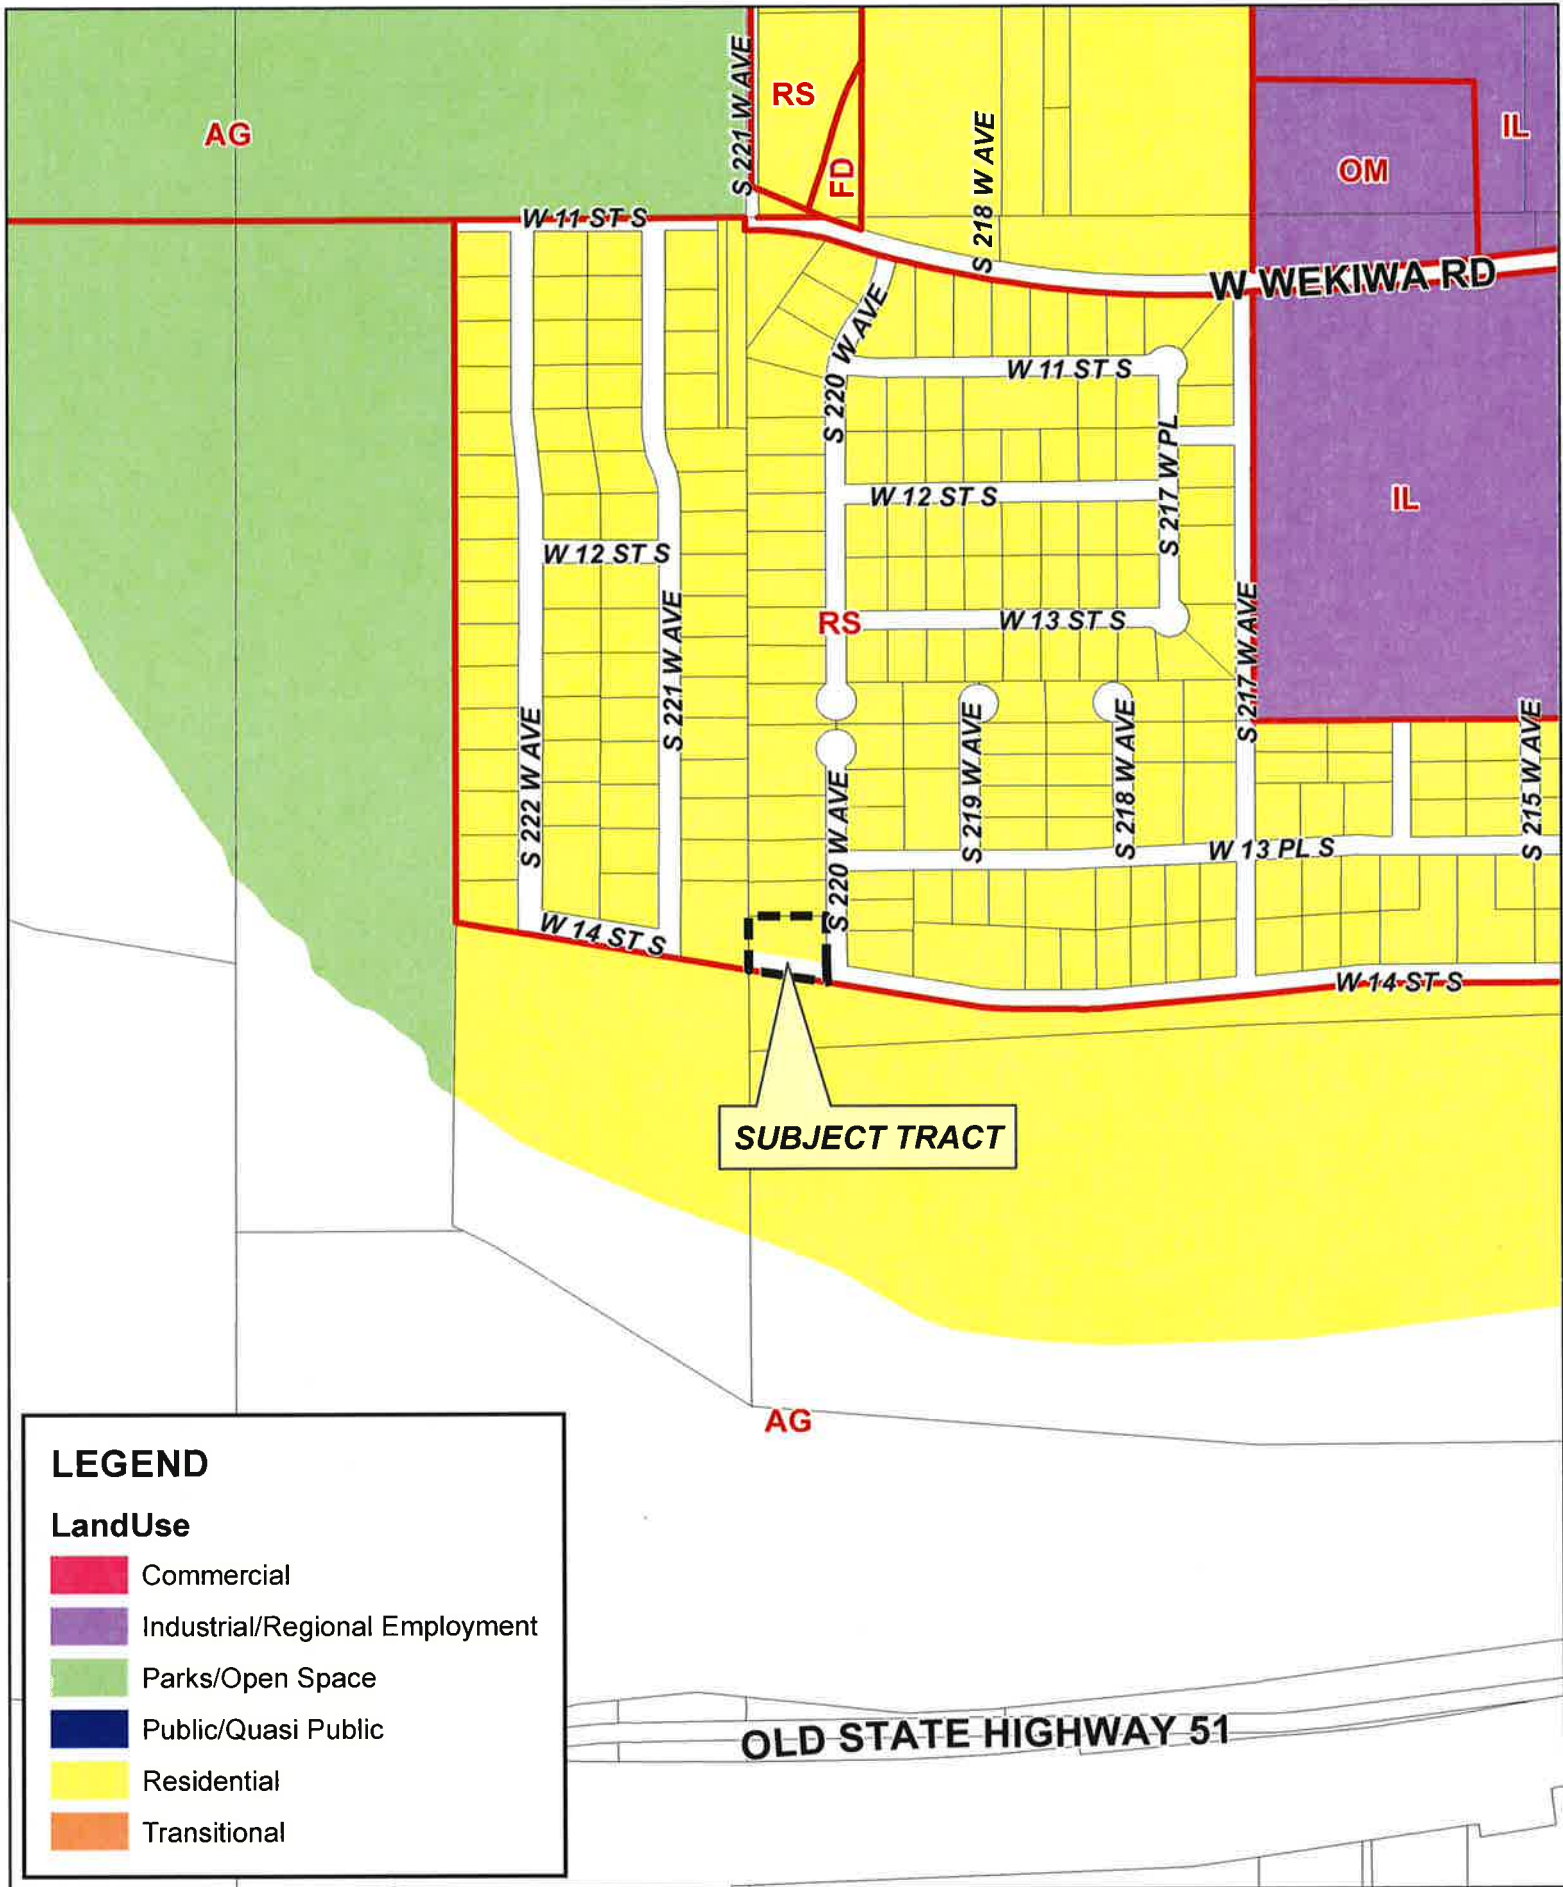 S 221 W AVE
RS
FD
AG
S 218 W AVE
IL
OM
W 11 ST S
W WEKIWA RD
S 220 W AVE
W 11 ST S
S 217 W PL
W 12 ST S
IL
W 12 ST S
S 221 W AVE
RS
W 13 ST S
S 217 W AVE
S 222 W AVE
S 220 W AVE
S 219 W AVE
S 218 W AVE
S 215 W AVE
W 13 PL S
W 14 ST S
W 14 ST S
SUBJECT TRACT
AG
LEGEND
LandUse
Commercial
Industrial/Regional Employment
Parks/Open Space
Public/Quasi Public
Residential
Transitional
OLD STATE HIGHWAY 51